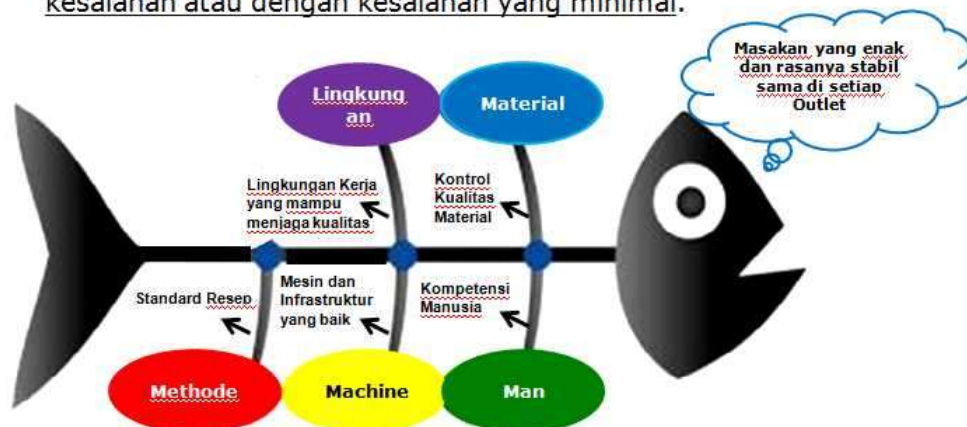 kesalahan atau dengan kesalahan yang minimal.
Masakan yang enak
dan rasanya stabil
sama di setiap
Outlet
Lingkung
an
Material
Lingkungan Kerja
yang mampu
menjaga kualitas
Kontrol
Kualitas
Material
Standard Resep
Mesin dan
Infrastruktur
yang baik
Kompetensi
Manusia
Methode
Machine
Man